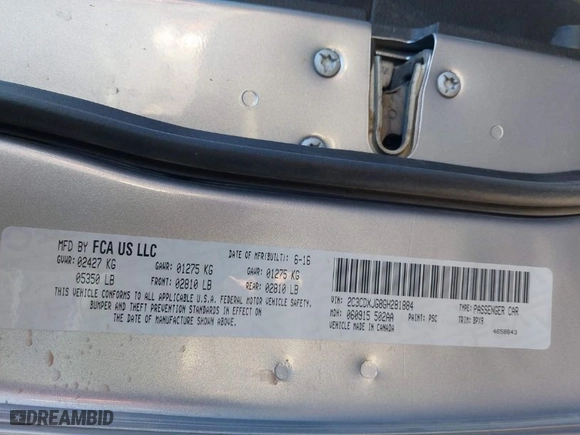 MFD BY FCA US LLC DATE OF MFR(BUILT): 6-16
GVWR: 02427 KG GAWR: 01275 KG GAWR: 01275 KG
05350 LB FRONT: 02810 LB REAR: 02810 LB
THIS VEHICLE CONFORMS TO ALL APPLICABLE U.S.A. FEDERAL MOTOR VEHICLE SAFETY,
BUMPER AND THEFT PREVENTION STANDARDS IN EFFECT ON
THE DATE OF MANUFACTURE SHOWN ABOVE.
VIN: 2C3CDXJG8GH281884 TYPE: PASSENGER CAR
MDH: 060915 502AA PAINT: PSC TRIM: BPX9
VEHICLE MADE IN CANADA 4658643
DREAMBID